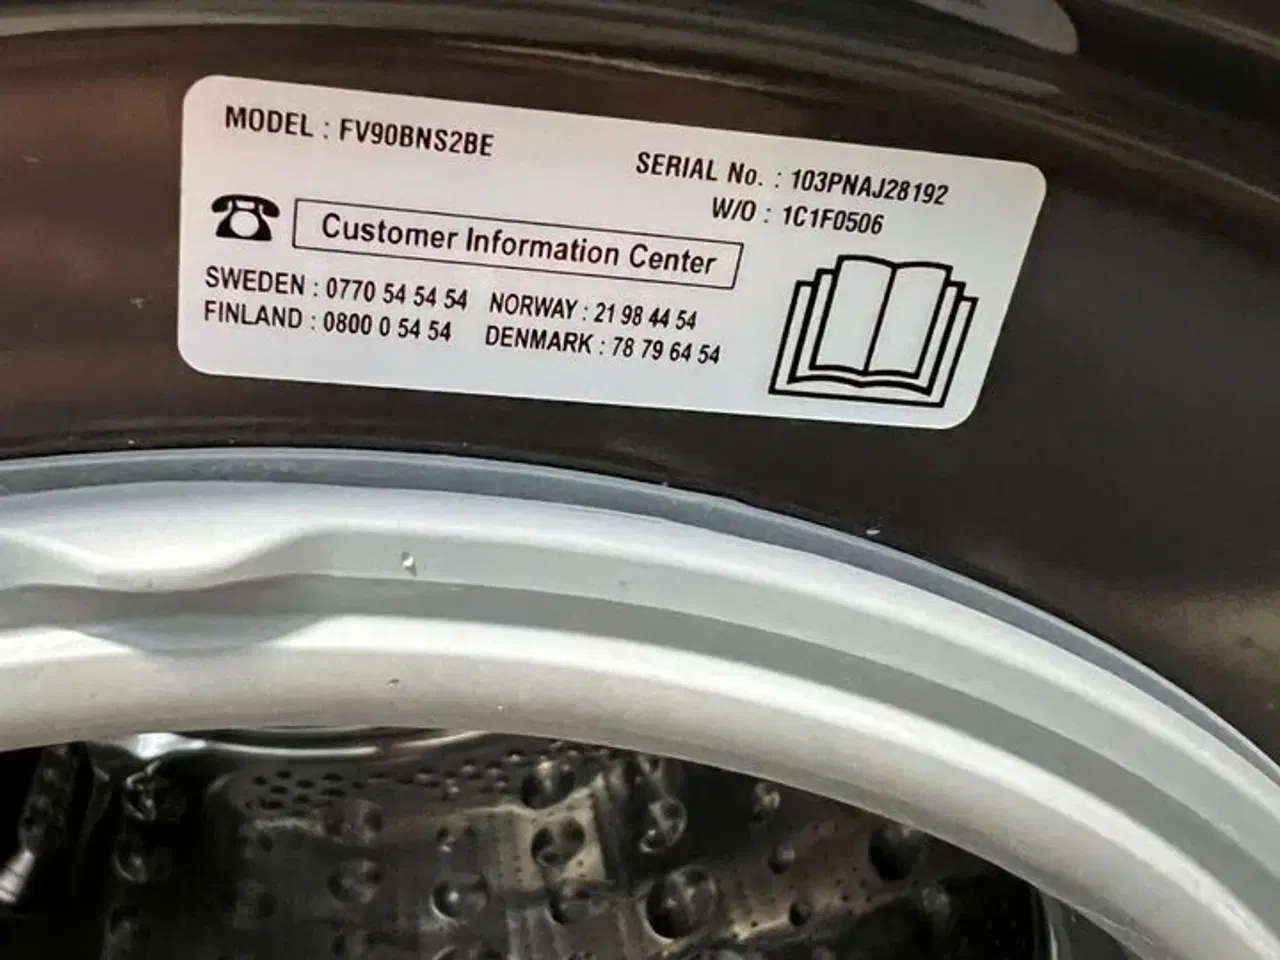 MODEL : FV90BNS2BE
SERIAL No. : 103PNAJ28192
W/O : 1C1F0506
Customer Information Center
SWEDEN : 0770 54 54 54 NORWAY : 21 98 44 54
FINLAND : 0800 0 54 54 DENMARK : 78 79 64 54